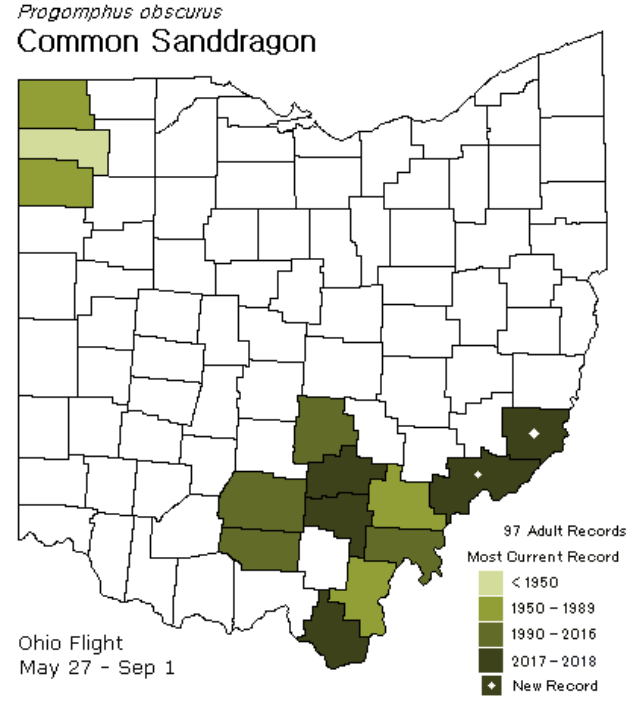 Progomphus obscurus
Common Sanddragon
97 Adult Records
Most Current Record
< 1950
1950 - 1989
1990 - 2016
2017 - 2018
New Record
Ohio Flight
May 27 - Sep 1